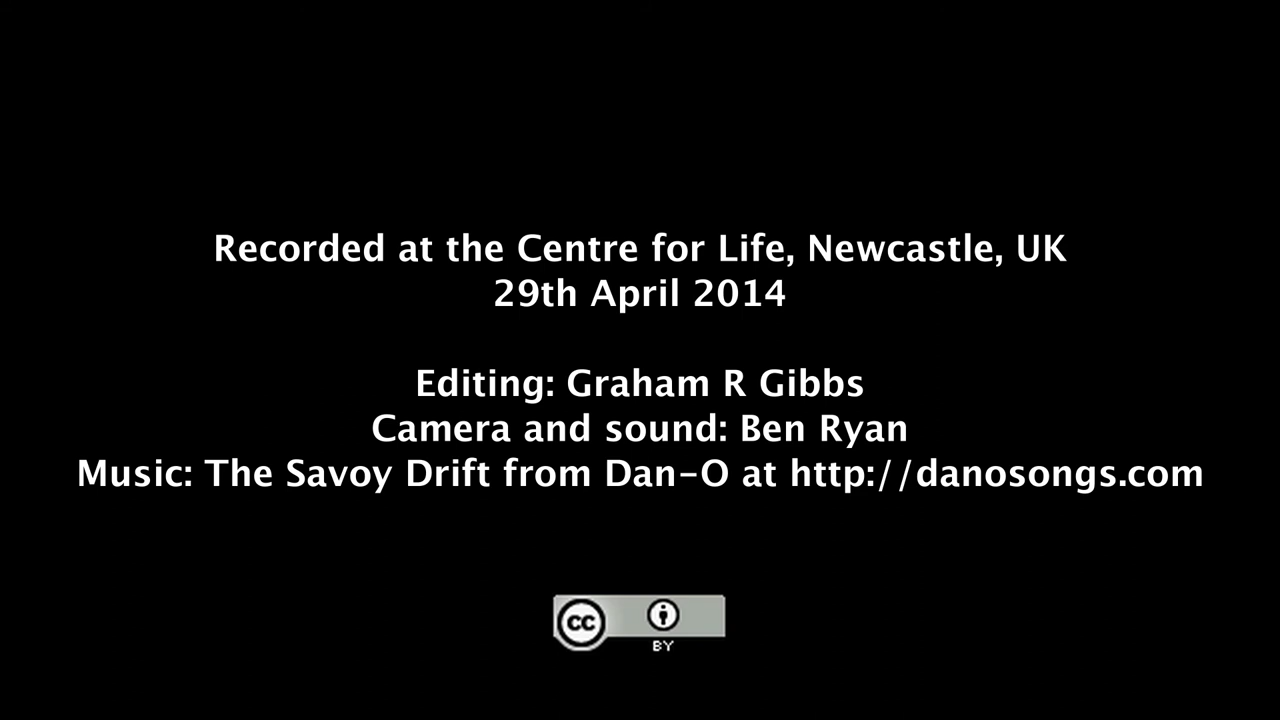 Recorded at the Centre for Life, Newcastle, UK
29th April 2014
Editing: Graham R Gibbs
Camera and sound: Ben Ryan
Music: The Savoy Drift from Dan-O at http://danosongs.com
cc
BY